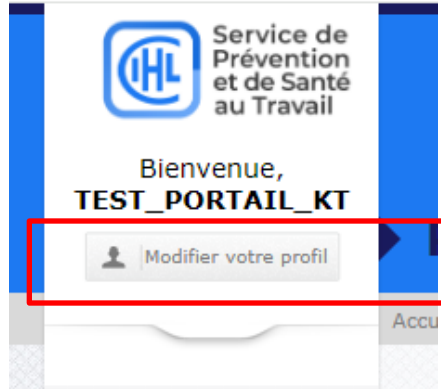 CIHL
Service de
Prévention
et de Santé
au Travail
Bienvenue,
TEST_PORTAIL_KT
Modifier votre profil